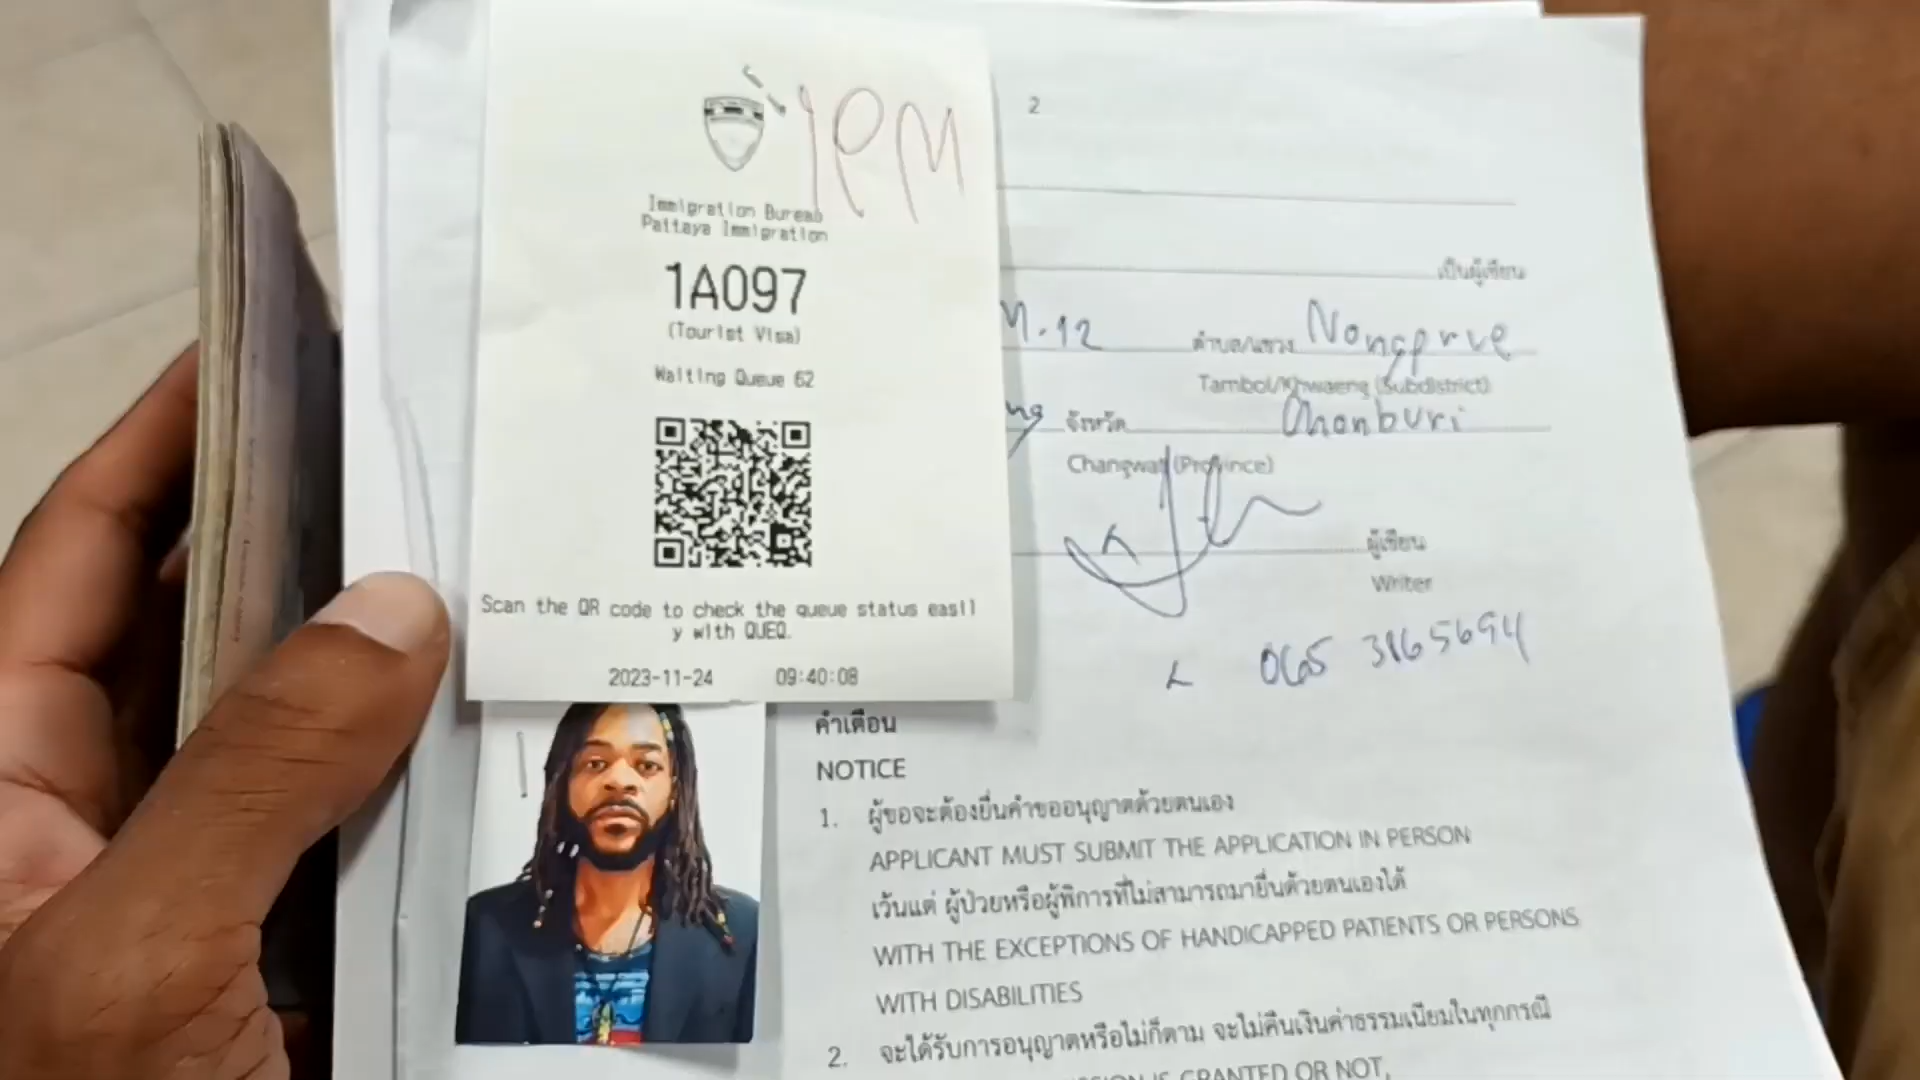 1PM
Immigration Bureau
Pattaya Immigration
1A097
(Tourist Visa)
Waiting Queue 62
Scan the QR code to check the queue status easil
y with QUEQ.
2023-11-24 09:40:08
2
เป็นผู้เขียน
M.12 ตำบล/แขวง Nongprue
Tambol/Khwaeng (Subdistrict)
ng จังหวัด Chonburi
Changwat (Province)
ผู้เขียน
Writer
065 3165694
คำเตือน
NOTICE
1. ผู้ขอจะต้องยื่นคำขออนุญาตด้วยตนเอง
APPLICANT MUST SUBMIT THE APPLICATION IN PERSON
เว้นแต่ ผู้ป่วยหรือผู้พิการที่ไม่สามารถมายื่นด้วยตนเองได้
WITH THE EXCEPTIONS OF HANDICAPPED PATIENTS OR PERSONS
WITH DISABILITIES
2. จะได้รับการอนุญาตหรือไม่ก็ตาม จะไม่คืนเงินค่าธรรมเนียมในทุกกรณี
IS GRANTED OR NOT,